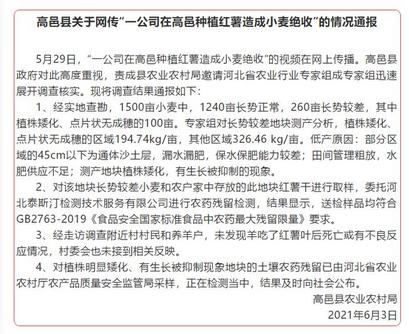 高邑县关于网传“一公司在高邑种植红薯造成小麦绝收”的情况通报
5月29日，“一公司在高邑种植红薯造成小麦绝收”的视频在网上传播。高邑
县政府对此高度重视，责成县农业农村局邀请河北省农业行业专家组成专家组迅速
展开调查核实。现将调查结果通报如下：
1、经实地查勘，1500亩小麦中，1240亩长势正常，260亩长势较差，其中
植株矮化、点片状无成穗的100亩。专家组对长势较差地块测产分析，植株矮化、
点片状无成穗的区域194.74kg/亩，其他区域326.46 kg/亩。低产原因：部分区
域的45cm以下为通体沙土层，漏水漏肥，保水保肥能力较差；田间管理粗放，水
肥供应不足；测产地块植株矮化，有生长被抑制的现象。
2、对该地块长势较差小麦和农户家中存放的此地块红薯干进行取样，委托河
北泰斯汀检测技术服务有限公司进行农药残留检测，结果显示，送检样品均符合
GB2763-2019《食品安全国家标准食品中农药最大残留限量》要求。
3、经走访调查附近村村民和养羊户，未发现羊吃了红薯叶后死亡或有不良反
应情况，村委会也未接到相关反映。
4、对植株明显矮化、有生长被抑制现象地块的土壤农药残留已由河北省农业
农村厅农产品质量安全监管局采样，正在检测当中，结果及时向社会公布。
高邑县农业农村局
2021年6月3日